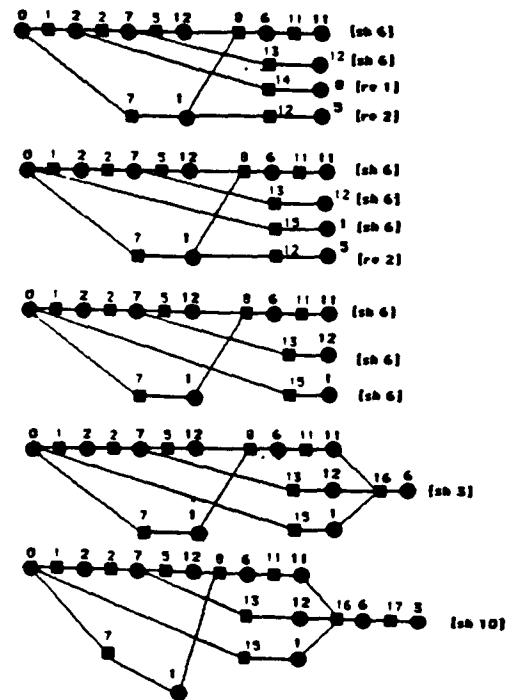 0 1 2 2 7 5 12 8 6 11 11 [sh 6]
13 12 [sh 6]
14 8 [re 1]
7 1 12 5 [re 2]
0 1 2 2 7 5 12 8 6 11 11 [sh 6]
13 12 [sh 6]
15 1 [sh 6]
7 1 12 5 [re 2]
0 1 2 2 7 5 12 8 6 11 11 [sh 6]
13 12 [sh 6]
7 1 15 1 [sh 6]
0 1 2 2 7 5 12 8 6 11 11
13 12 16 6 [sh 3]
7 1 15 1
0 1 2 2 7 5 12 8 6 11 11
13 12 16 6 17 3 [sh 10]
7 15 1
1